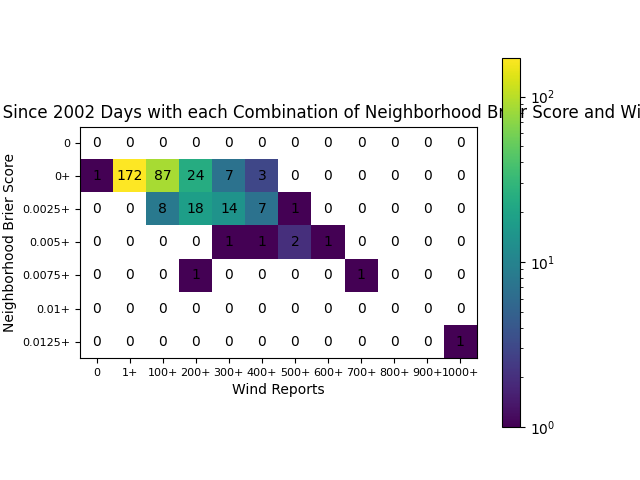 Since 2002 Days with each Combination of Neighborhood Brier Score and Wi
Neighborhood Brier Score
0 0 0 0 0 0 0 0 0 0 0 0 0
0+ 1 172 87 24 7 3 0 0 0 0 0 0
0.0025+ 0 0 8 18 14 7 1 0 0 0 0 0
0.005+ 0 0 0 0 1 1 2 1 0 0 0 0
0.0075+ 0 0 0 1 0 0 0 0 1 0 0 0
0.01+ 0 0 0 0 0 0 0 0 0 0 0 0
0.0125+ 0 0 0 0 0 0 0 0 0 0 0 1
0 1+ 100+ 200+ 300+ 400+ 500+ 600+ 700+ 800+ 900+ 1000+
Wind Reports
10²
10¹
10⁰